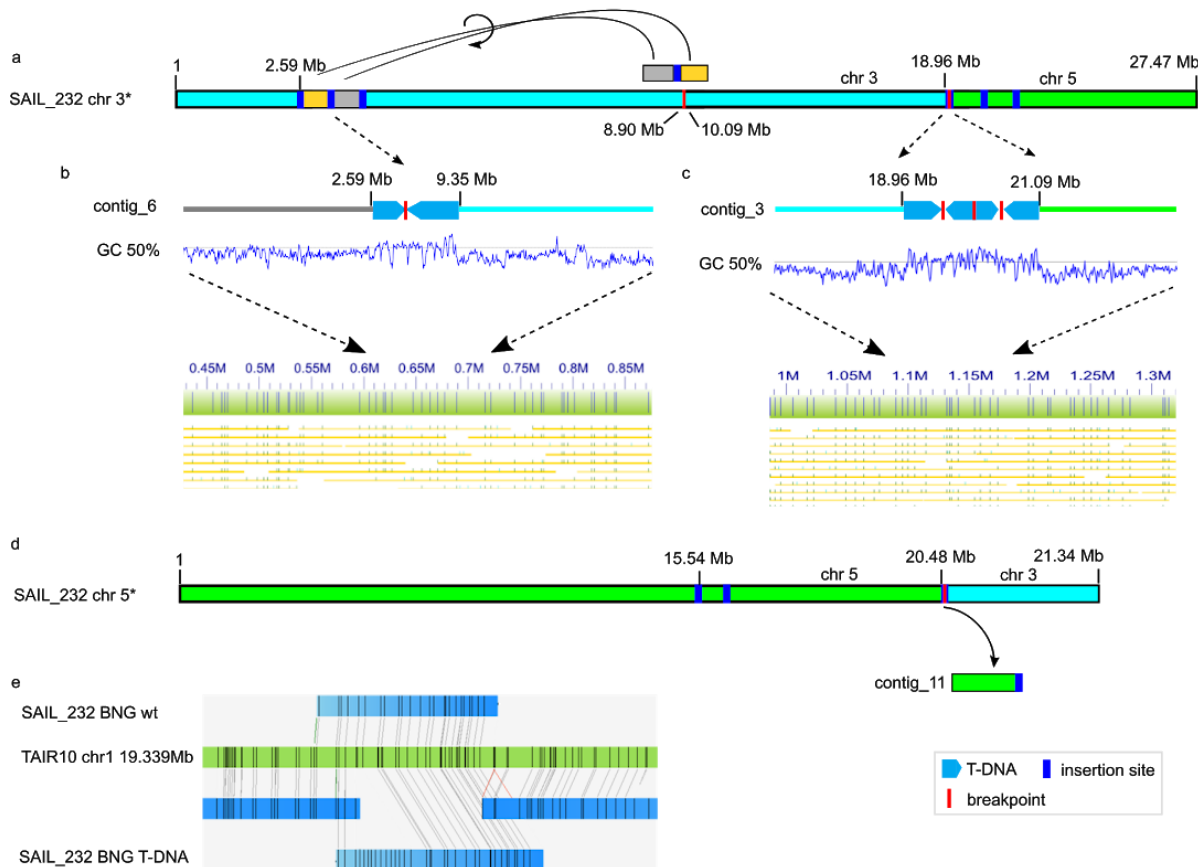 a
1
2.59 Mb
chr 3
18.96 Mb
chr 5
27.47 Mb
SAIL_232 chr 3*
8.90 Mb
10.09 Mb
b
2.59 Mb
9.35 Mb
contig_6
GC 50%
0.45M 0.5M 0.55M 0.6M 0.65M 0.7M 0.75M 0.8M 0.85M
c
18.96 Mb
21.09 Mb
contig_3
GC 50%
1M 1.05M 1.1M 1.15M 1.2M 1.25M 1.3M
d
1
15.54 Mb
chr 5
20.48 Mb
chr 3
21.34 Mb
SAIL_232 chr 5*
contig_11
e
SAIL_232 BNG wt
TAIR10 chr1 19.339Mb
SAIL_232 BNG T-DNA
T-DNA
insertion site
breakpoint